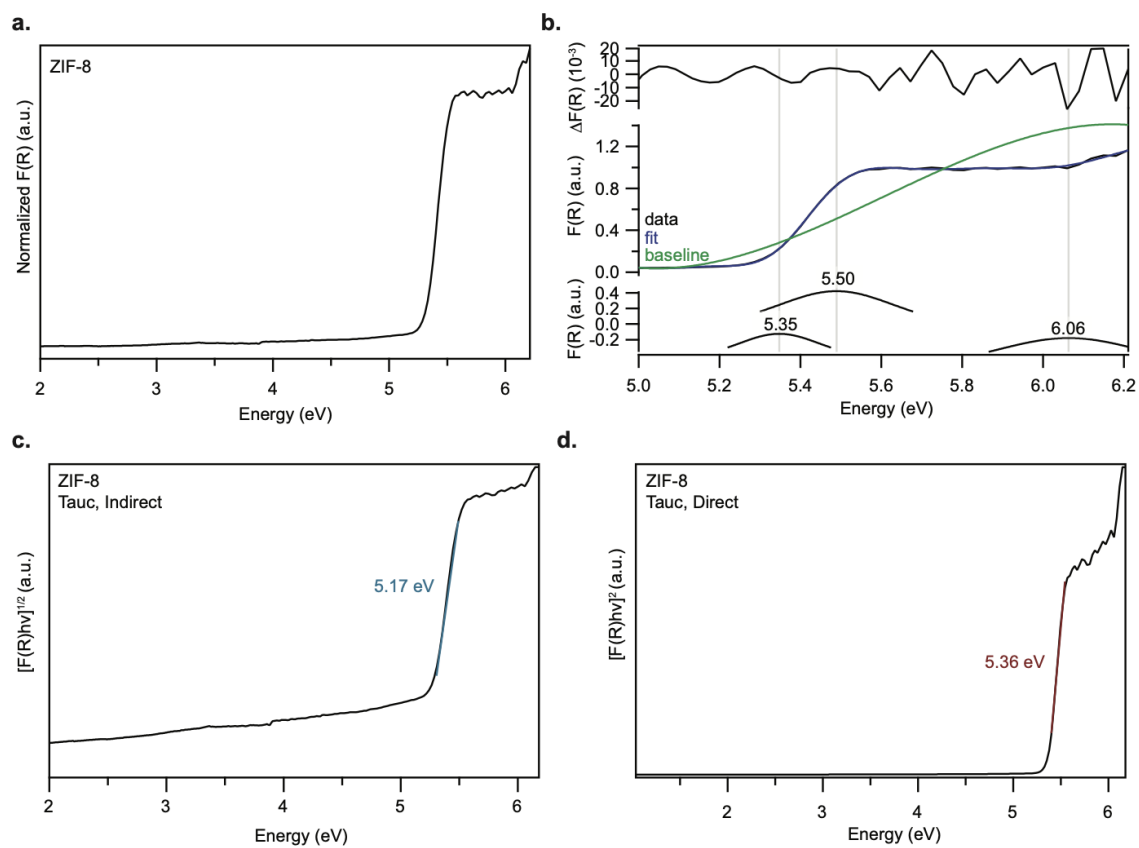 a.
ZIF-8
Normalized F(R) (a.u.)
2 3 4 5 6
Energy (eV)
b.
20
10
0
-10
-20
ΔF(R) (10⁻³)
1.2
0.8
0.4
0.0
F(R) (a.u.)
data
fit
baseline
0.4
0.2
0.0
-0.2
F(R) (a.u.)
5.50
5.35
6.06
5.0 5.2 5.4 5.6 5.8 6.0 6.2
Energy (eV)
c.
ZIF-8
Tauc, Indirect
[F(R)hν]¹/²  (a.u.)
5.17 eV
2 3 4 5 6
Energy (eV)
d.
ZIF-8
Tauc, Direct
[F(R)hν]² (a.u.)
5.36 eV
2 3 4 5 6
Energy (eV)